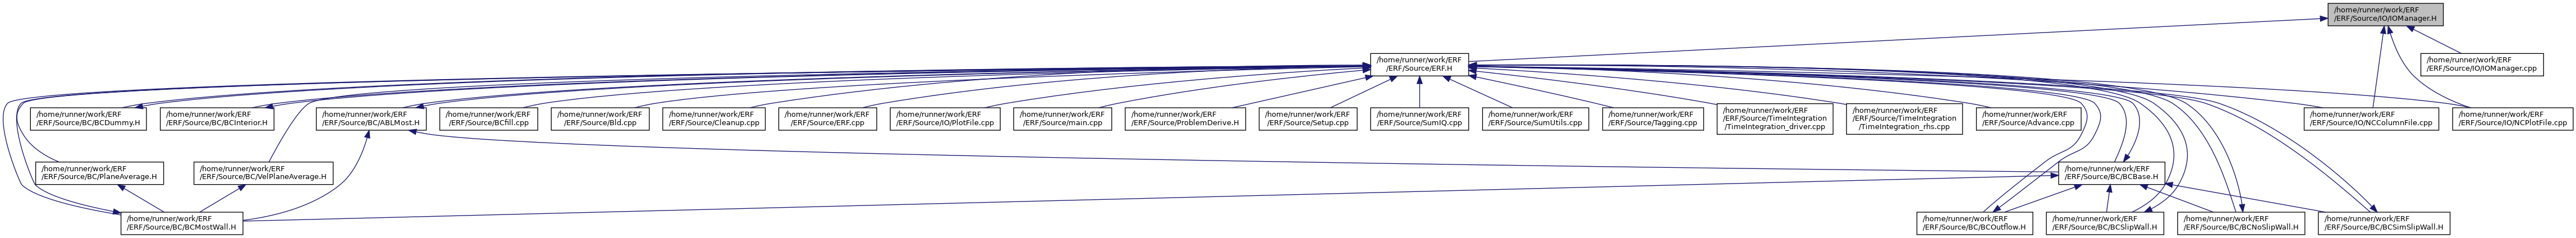 /home/runner/work/ERF
/ERF/Source/IO/IOManager.H
/home/runner/work/ERF
/ERF/Source/ERF.H
/home/runner/work/ERF
/ERF/Source/IO/IOManager.cpp
/home/runner/work/ERF
/ERF/Source/BC/BCDummy.H
/home/runner/work/ERF
/ERF/Source/BC/BCInterior.H
/home/runner/work/ERF
/ERF/Source/BC/ABLMost.H
/home/runner/work/ERF
/ERF/Source/BCfill.cpp
/home/runner/work/ERF
/ERF/Source/Bld.cpp
/home/runner/work/ERF
/ERF/Source/Cleanup.cpp
/home/runner/work/ERF
/ERF/Source/ERF.cpp
/home/runner/work/ERF
/ERF/Source/IO/PlotFile.cpp
/home/runner/work/ERF
/ERF/Source/main.cpp
/home/runner/work/ERF
/ERF/Source/ProblemDerive.H
/home/runner/work/ERF
/ERF/Source/Setup.cpp
/home/runner/work/ERF
/ERF/Source/SumIQ.cpp
/home/runner/work/ERF
/ERF/Source/SumUtils.cpp
/home/runner/work/ERF
/ERF/Source/Tagging.cpp
/home/runner/work/ERF
/ERF/Source/TimeIntegration
/TimeIntegration_driver.cpp
/home/runner/work/ERF
/ERF/Source/TimeIntegration
/TimeIntegration_rhs.cpp
/home/runner/work/ERF
/ERF/Source/Advance.cpp
/home/runner/work/ERF
/ERF/Source/IO/NCColumnFile.cpp
/home/runner/work/ERF
/ERF/Source/IO/NCPlotFile.cpp
/home/runner/work/ERF
/ERF/Source/BC/PlaneAverage.H
/home/runner/work/ERF
/ERF/Source/BC/VelPlaneAverage.H
/home/runner/work/ERF
/ERF/Source/BC/BCBase.H
/home/runner/work/ERF
/ERF/Source/BC/BCMostWall.H
/home/runner/work/ERF
/ERF/Source/BC/BCOutflow.H
/home/runner/work/ERF
/ERF/Source/BC/BCSlipWall.H
/home/runner/work/ERF
/ERF/Source/BC/BCNoSlipWall.H
/home/runner/work/ERF
/ERF/Source/BC/BCSimSlipWall.H